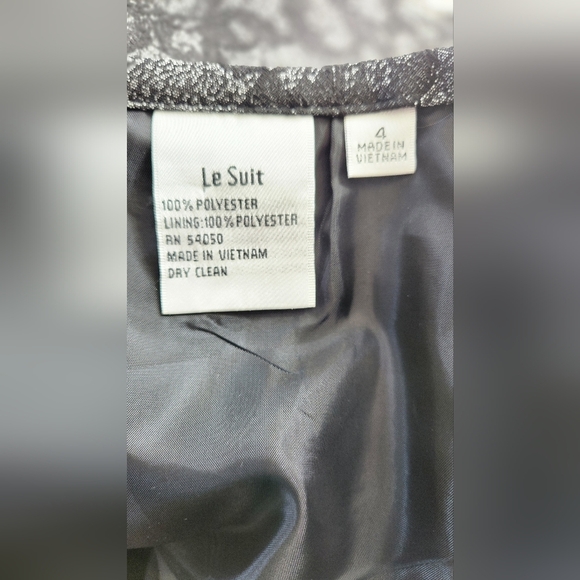 Le Suit
100% POLYESTER
LINING:100% POLYESTER
RN 54050
MADE IN VIETNAM
DRY CLEAN
4
MADE IN
VIETNAM